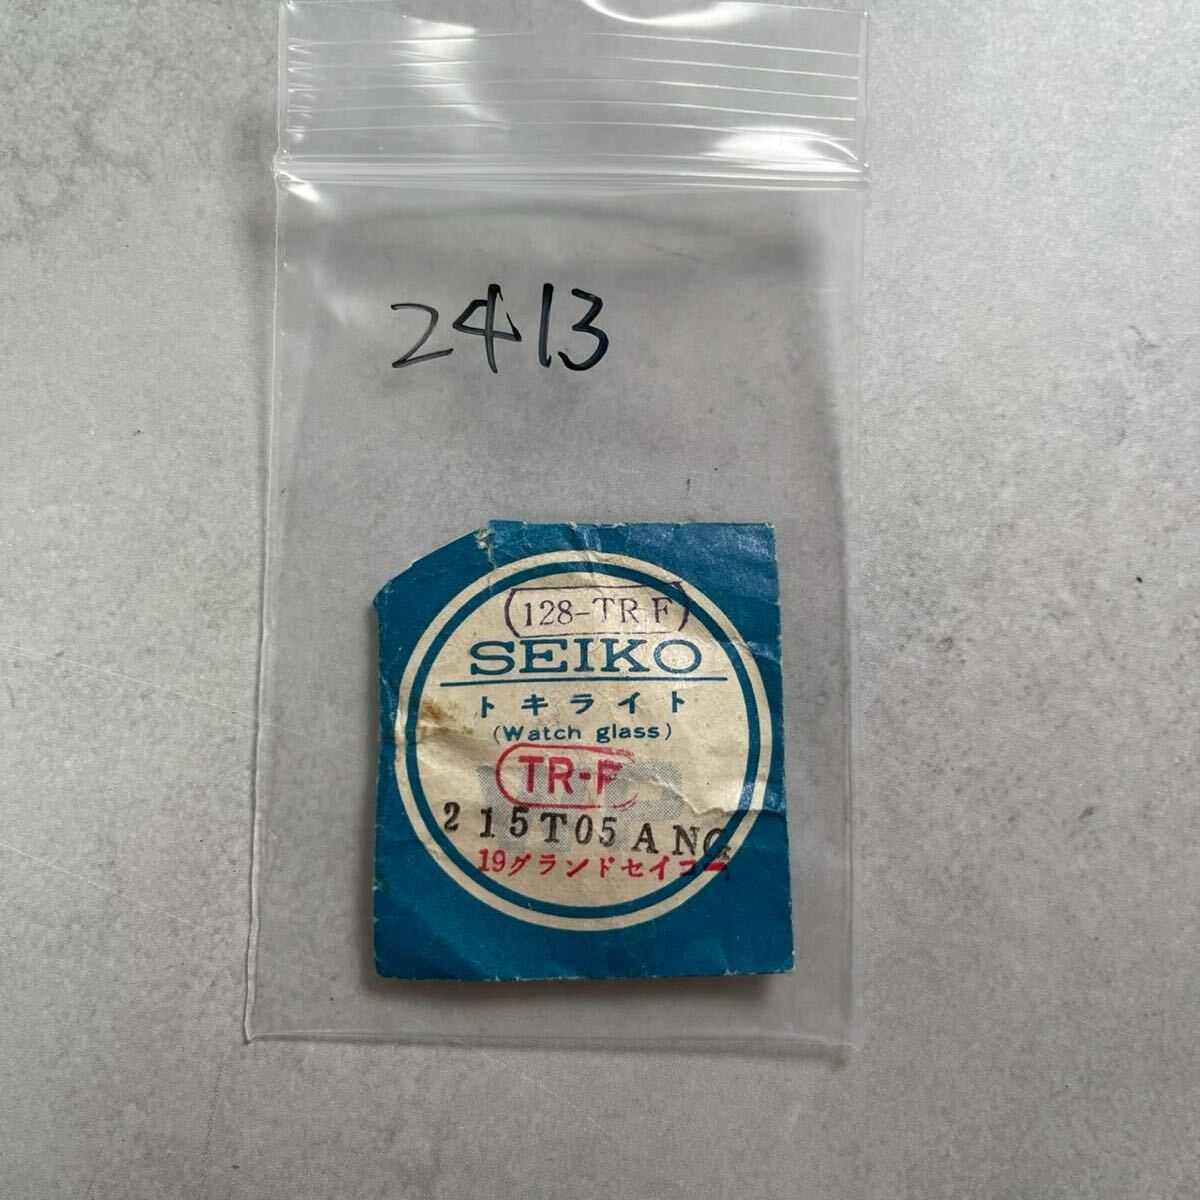 2413
128-TR F
SEIKO
トキライト
(Watch glass)
TR-F
215T05ANG
19グランドセイコー